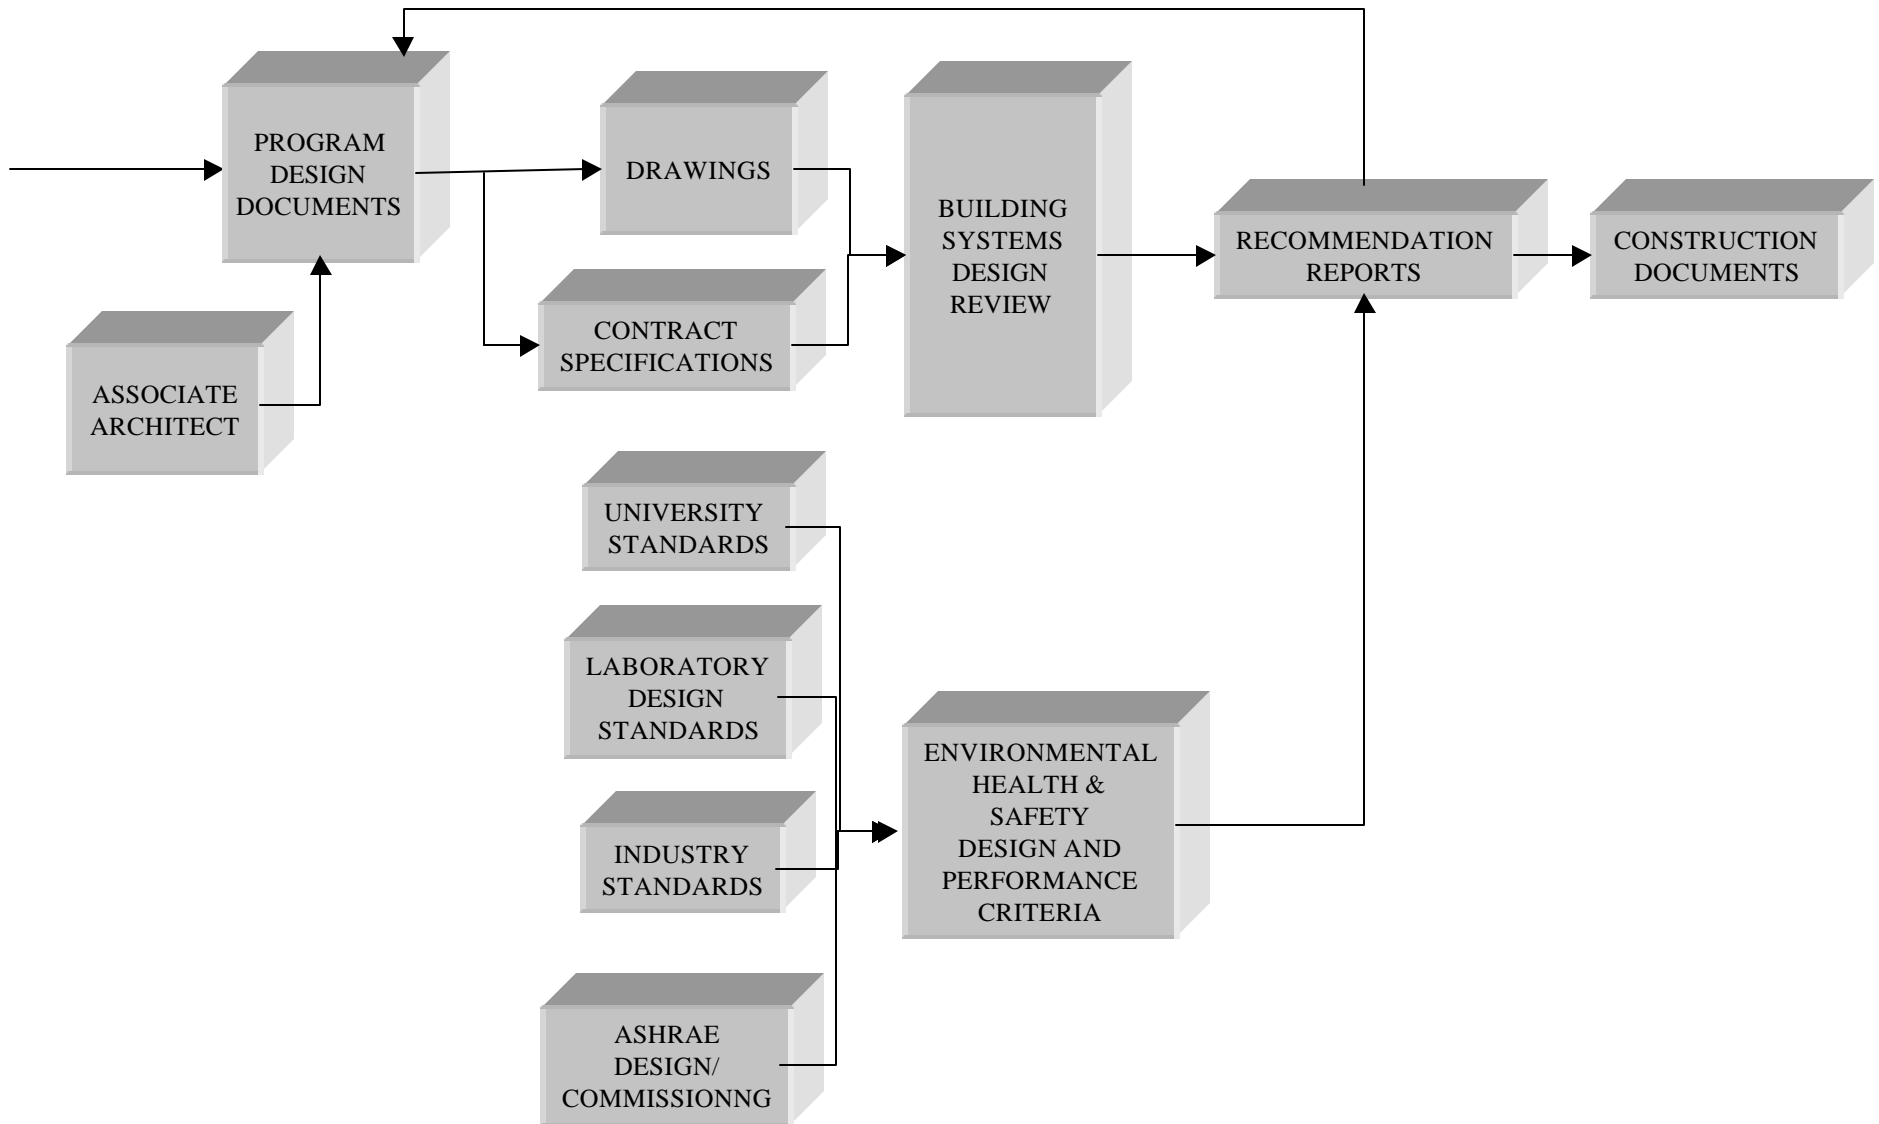 PROGRAM
DESIGN
DOCUMENTS
DRAWINGS
BUILDING
SYSTEMS
DESIGN
REVIEW
RECOMMENDATION
REPORTS
CONSTRUCTION
DOCUMENTS
CONTRACT
SPECIFICATIONS
ASSOCIATE
ARCHITECT
UNIVERSITY
STANDARDS
LABORATORY
DESIGN
STANDARDS
ENVIRONMENTAL
HEALTH &
SAFETY
DESIGN AND
PERFORMANCE
CRITERIA
INDUSTRY
STANDARDS
ASHRAE
DESIGN/
COMMISSIONNG